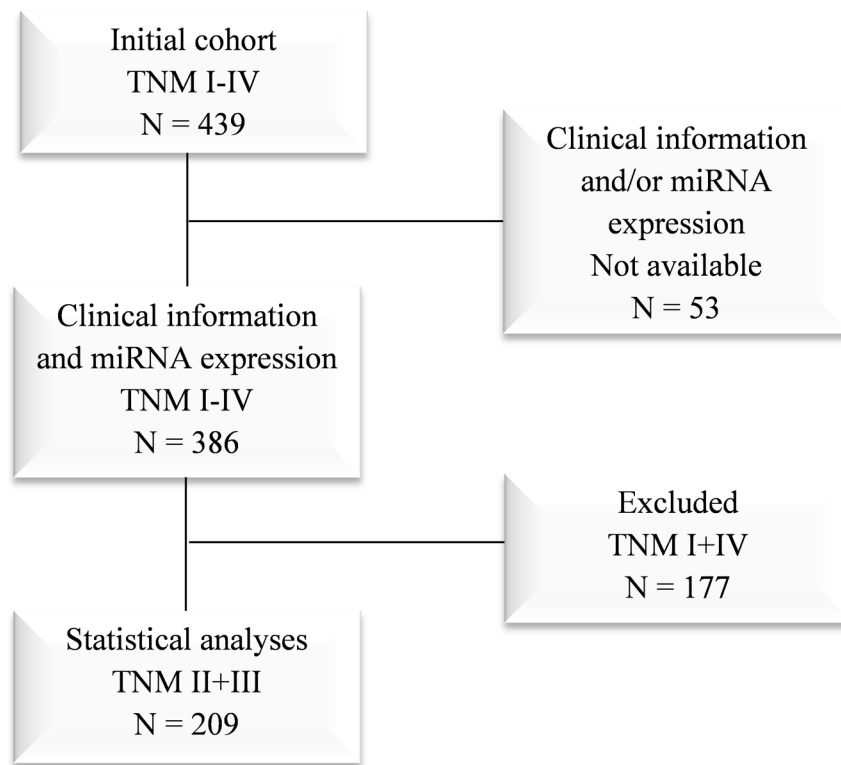 Initial cohort
TNM I-IV
N = 439
Clinical information
and/or miRNA
expression
Not available
N = 53
Clinical information
and miRNA expression
TNM I-IV
N = 386
Excluded
TNM I+IV
N = 177
Statistical analyses
TNM II+III
N = 209